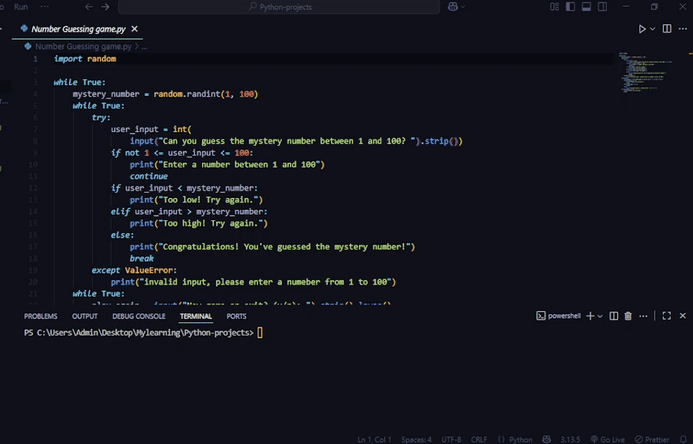 Run ··· Python-projects
Number Guessing game.py
Number Guessing game.py > ...
1 import random
2
3 while True:
4 mystery_number = random.randint(1, 100)
5 while True:
6 try:
7 user_input = int(
8 input("Can you guess the mystery number between 1 and 100? ").strip())
9 if not 1 <= user_input <= 100:
10 print("Enter a number between 1 and 100")
11 continue
12 if user_input < mystery_number:
13 print("Too low! Try again.")
14 elif user_input > mystery_number:
15 print("Too high! Try again.")
16 else:
17 print("Congratulations! You've guessed the mystery number!")
18 break
19 except ValueError:
20 print("invalid input, please enter a numeber from 1 to 100")
21 while True:
PROBLEMS OUTPUT DEBUG CONSOLE TERMINAL PORTS powershell
PS C:\Users\Admin\Desktop\Mylearning\Python-projects>
Ln 1, Col 1 Spaces: 4 UTF-8 CRLF Python 3.13.5 Go Live Prettier